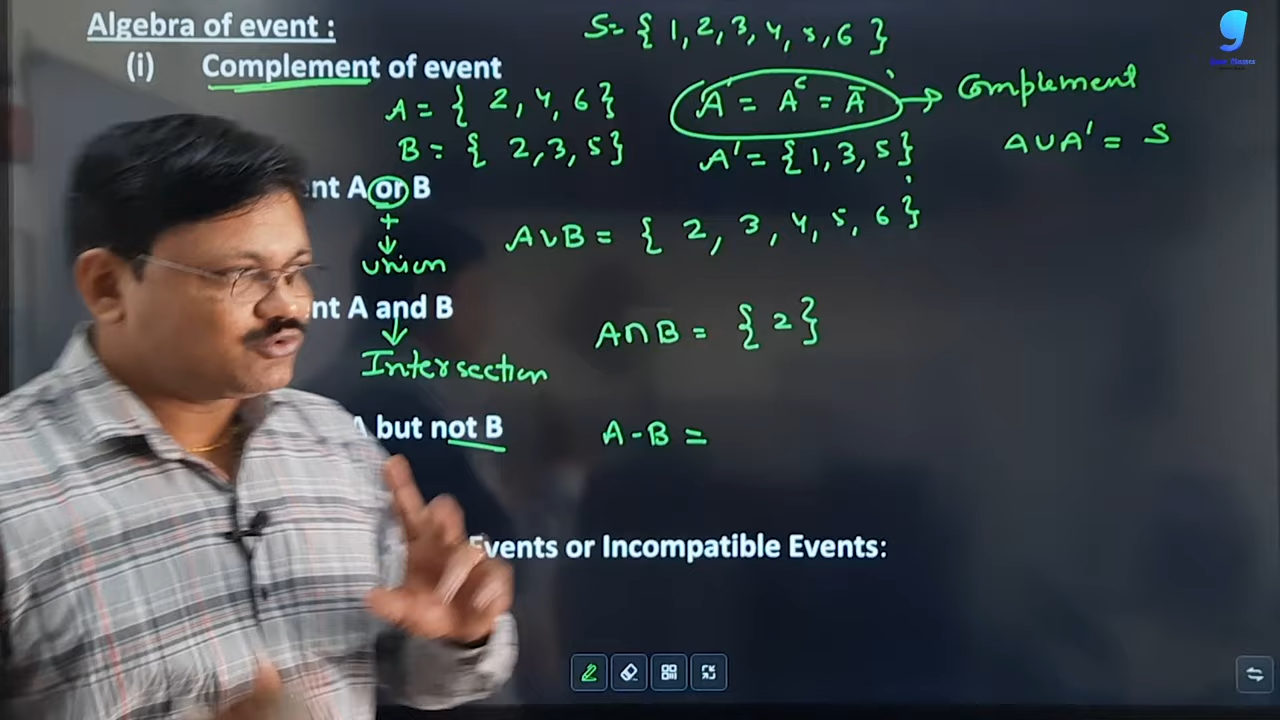 Algebra of event :
S= { 1, 2, 3, 4, 5, 6 }
(i) Complement of event
A = { 2, 4, 6 }
A' = Aᶜ = Ā → Complement
B = { 2, 3, 5 }
A' = { 1, 3, 5 }
A ∪ A' = S
A or B
+
↓
union
A∪B = { 2, 3, 4, 5, 6 }
A and B
↓
Intersection
A∩B = { 2 }
A but not B
A - B =
Events or Incompatible Events: